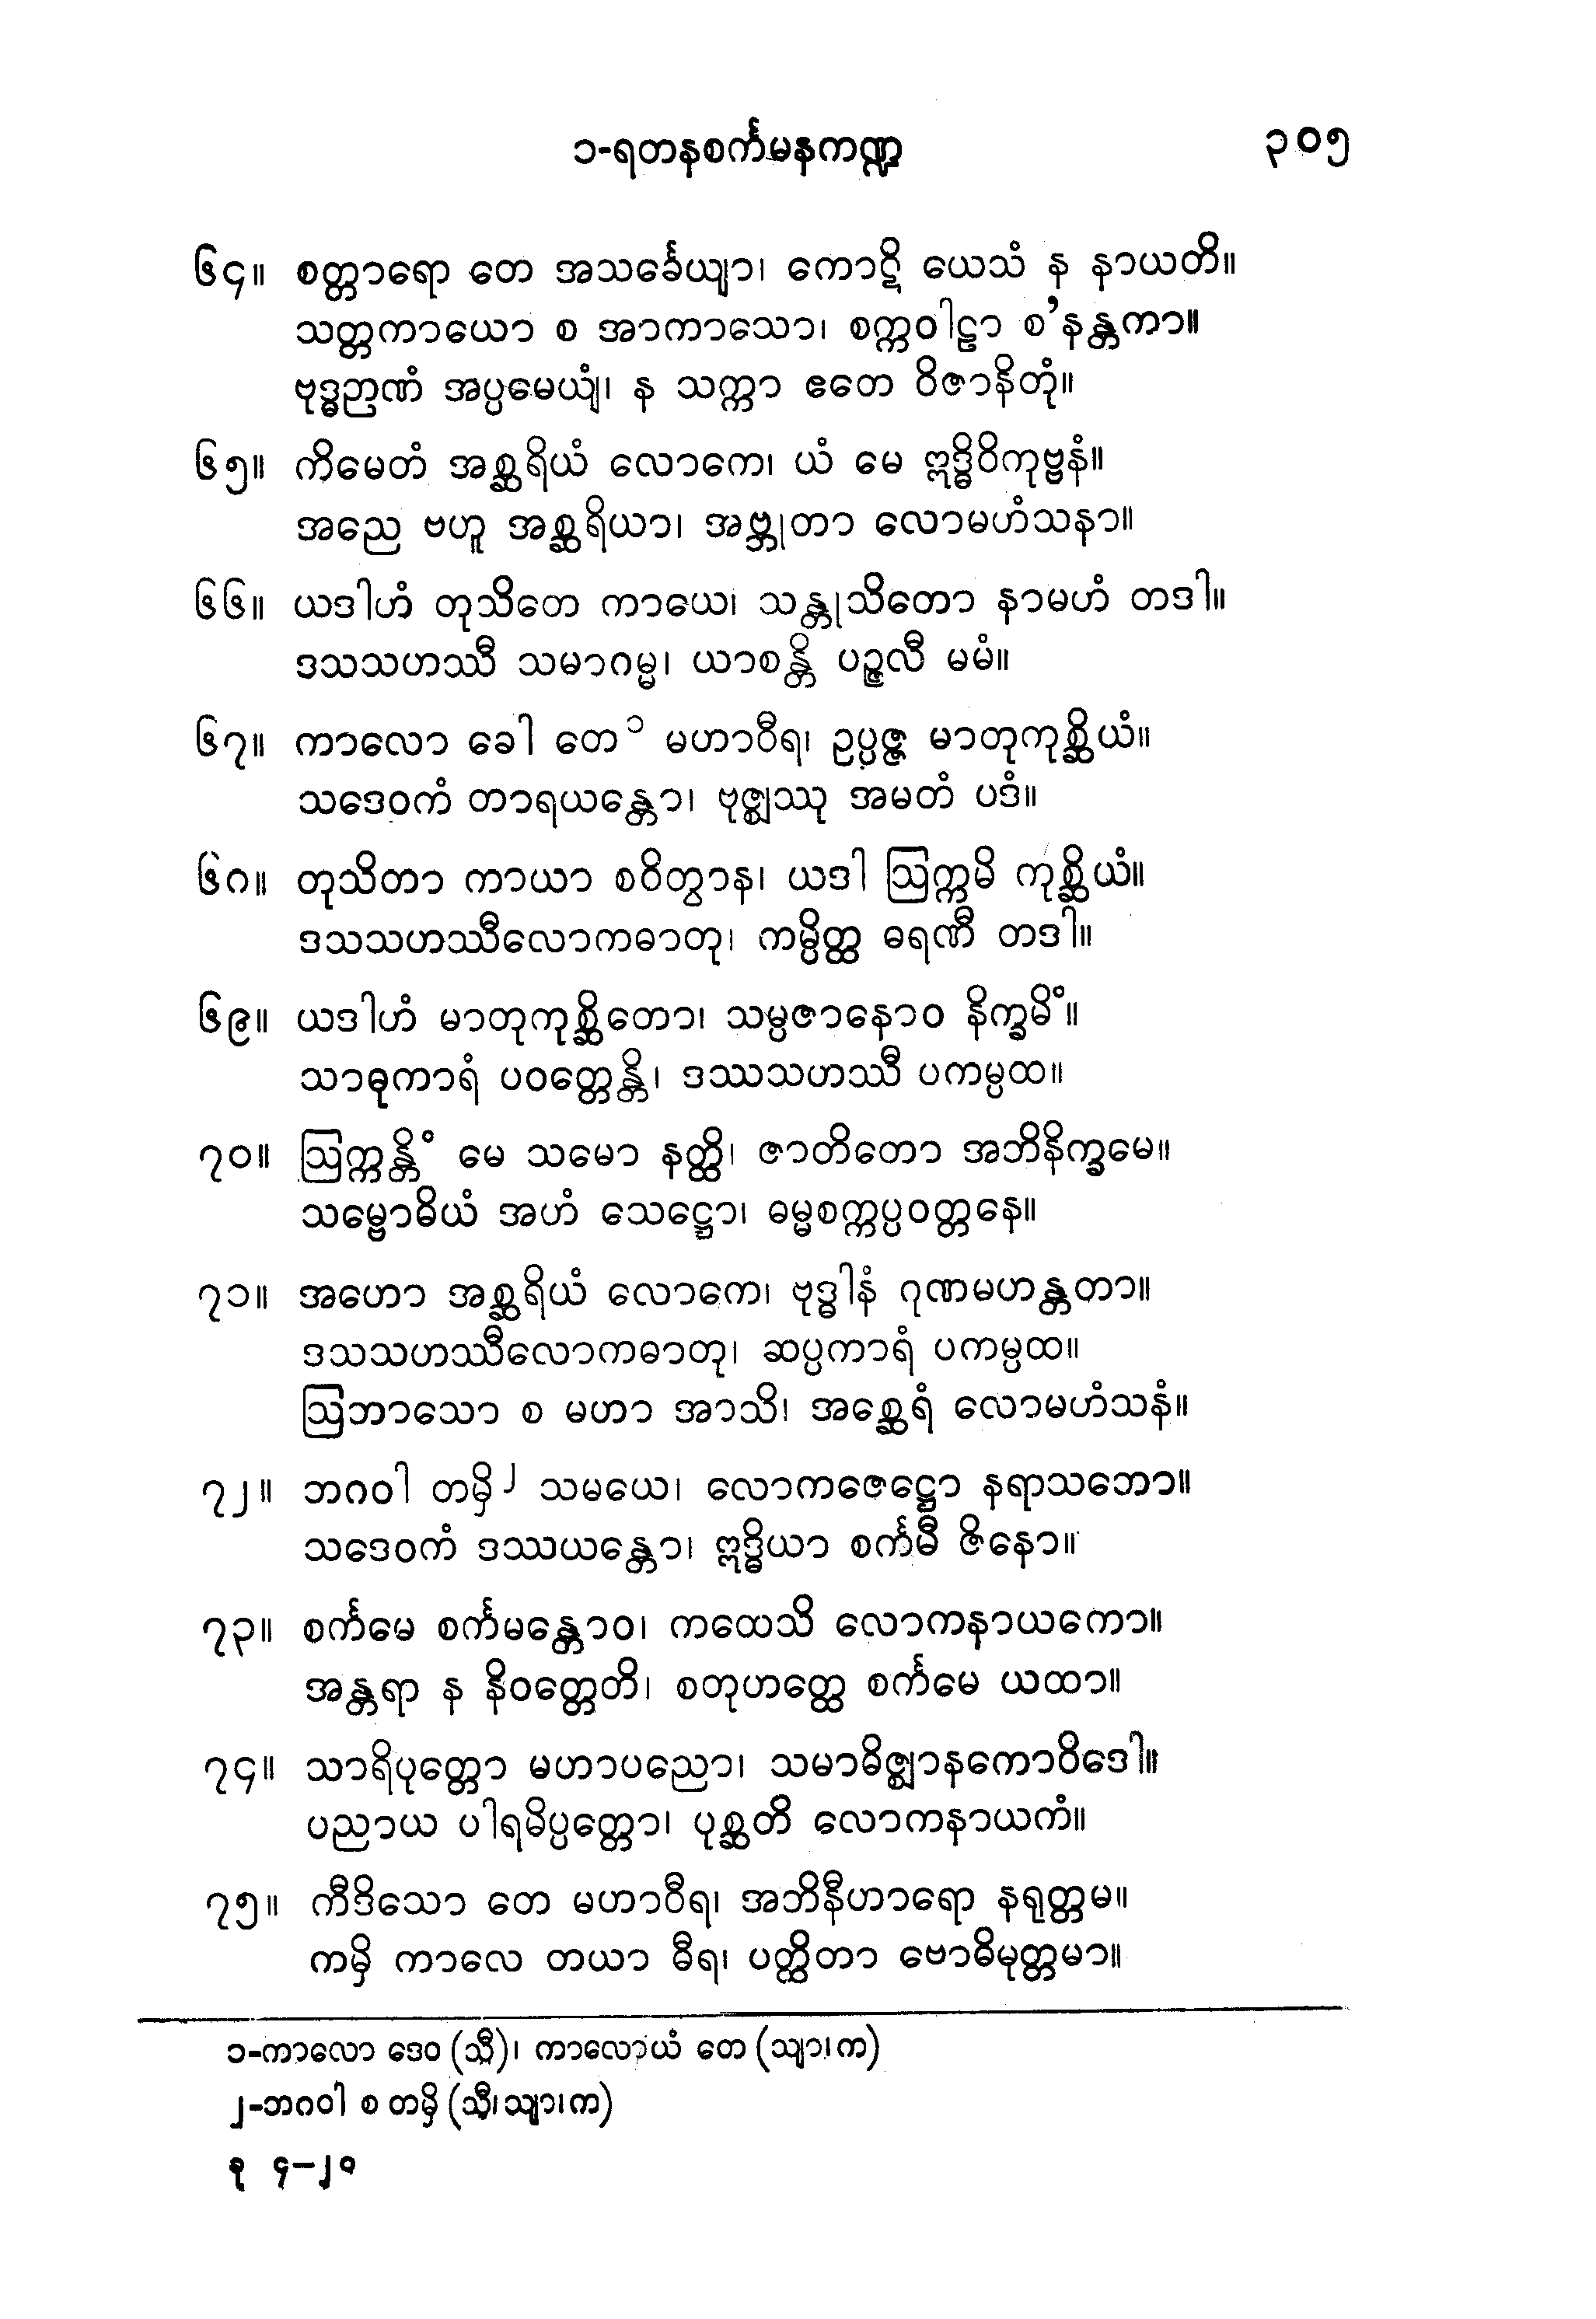 ၁-ရတနစင်္ကမနကဏ္ဍ ၃၀၅
၆၄။ စတ္တာရော တေ အသင်္ခေယျာ၊ ကောဋိ ယေသံ န နာယတိ။
သတ္တကာယော စ အာကာသော၊ စက္ကဝါဠာ စ’နန္တကာ။
ဗုဒ္ဓဉာဏံ အပ္ပမေယျံ၊ န သက္ကာ ဧတေ ဝိဇာနိတုံ။
၆၅။ ကိမေတံ အစ္ဆရိယံ လောကေ၊ ယံ မေ ဣဒ္ဓိဝိကုဗ္ဗနံ။
အညေ ဗဟူ အစ္ဆရိယာ၊ အဗ္ဘုတာ လောမဟံသနာ။
၆၆။ ယဒါဟံ တုသိတေ ကာယေ၊ သန္တုသိတော နာမဟံ တဒါ။
ဒသသဟဿီ သမာဂမ္မ၊ ယာစန္တိ ပဉ္ဇလီ မမံ။
၆၇။ ကာလော ခေါ တေ ၁ မဟာဝီရ၊ ဥပ္ပဇ္ဇ မာတုကုစ္ဆိယံ။
သဒေဝကံ တာရယန္တော၊ ဗုဇ္ဈဿု အမတံ ပဒံ။
၆၈။ တုသိတာ ကာယာ စဝိတွာန၊ ယဒါ ဩက္ကမိ ကုစ္ဆိယံ။
ဒသသဟဿီလောကဓာတု၊ ကမ္ပိတ္ထ ဓရဏီ တဒါ။
၆၉။ ယဒါဟံ မာတုကုစ္ဆိတော၊ သမ္ပဇာနောဝ နိက္ခမိံ။
သာဓုကာရံ ပဝတ္တေန္တိ၊ ဒဿသဟဿီ ပကမ္ပထ။
၇၀။ ဩက္ကန္တိံ မေ သမော နတ္ထိ၊ ဇာတိတော အဘိနိက္ခမေ။
သမ္ဗောဓိယံ အဟံ သေဋ္ဌော၊ ဓမ္မစက္ကပ္ပဝတ္တနေ။
၇၁။ အဟော အစ္ဆရိယံ လောကေ၊ ဗုဒ္ဓါနံ ဂုဏမဟန္တတာ။
ဒသသဟဿီလောကဓာတု၊ ဆပ္ပကာရံ ပကမ္ပထ။
ဩဘာသော စ မဟာ အာသိ၊ အစ္ဆေရံ လောမဟံသနံ။
၇၂။ ဘဂဝါ တမှိ ၂ သမယေ၊ လောကဇေဋ္ဌော နရာသဘော။
သဒေဝကံ ဒဿယန္တော၊ ဣဒ္ဓိယာ စင်္ကမီ ဇိနော။
၇၃။ စင်္ကမေ စင်္ကမန္တောဝ၊ ကထေသိ လောကနာယကော။
အန္တရာ န နိဝတ္တေတိ၊ စတုဟတ္ထေ စင်္ကမေ ယထာ။
၇၄။ သာရိပုတ္တော မဟာပညော၊ သမာဓိဇ္ဈာနကောဝိဒေါ။
ပညာယ ပါရမိပ္ပတ္တော၊ ပုစ္ဆတိ လောကနာယကံ။
၇၅။ ကီဒိသော တေ မဟာဝီရ၊ အဘိနီဟာရော နရုတ္တမ။
ကမှိ ကာလေ တယာ ဓီရ၊ ပတ္ထိတာ ဗောဓိမုတ္တမာ။
၁-ကာလော ဒေဝ (သီ)၊ ကာလောယံ တေ (သျာ၊က)
၂-ဘဂဝါ စ တမှိ (သီ၊သျာ၊က)
ခု ၄-၂၀